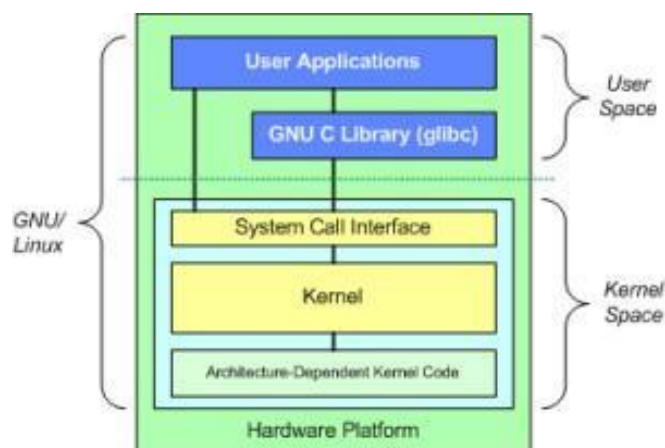 User Applications
GNU C Library (glibc)
User
Space
GNU/
Linux
System Call Interface
Kernel
Architecture-Dependent Kernel Code
Kernel
Space
Hardware Platform